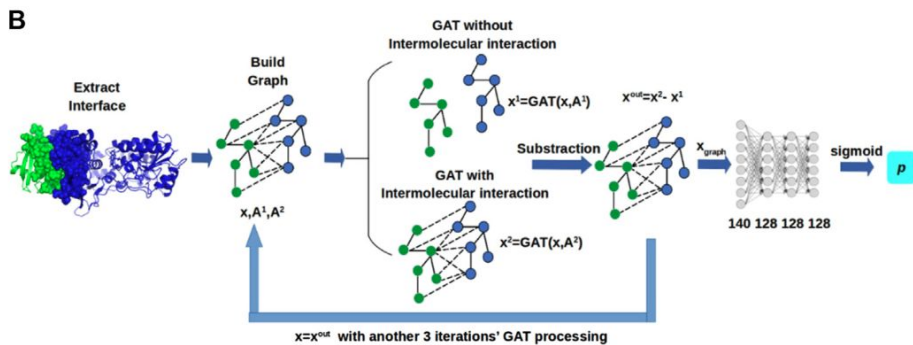 B
Extract
Interface
Build
Graph
x,A¹,A²
GAT without
Intermolecular interaction
x¹=GAT(x,A¹)
GAT with
Intermolecular interaction
x²=GAT(x,A²)
Substraction
xᵒᵘᵗ=x²- x¹
x_graph
140 128 128 128
sigmoid
p
x=xᵒᵘᵗ with another 3 iterations' GAT processing